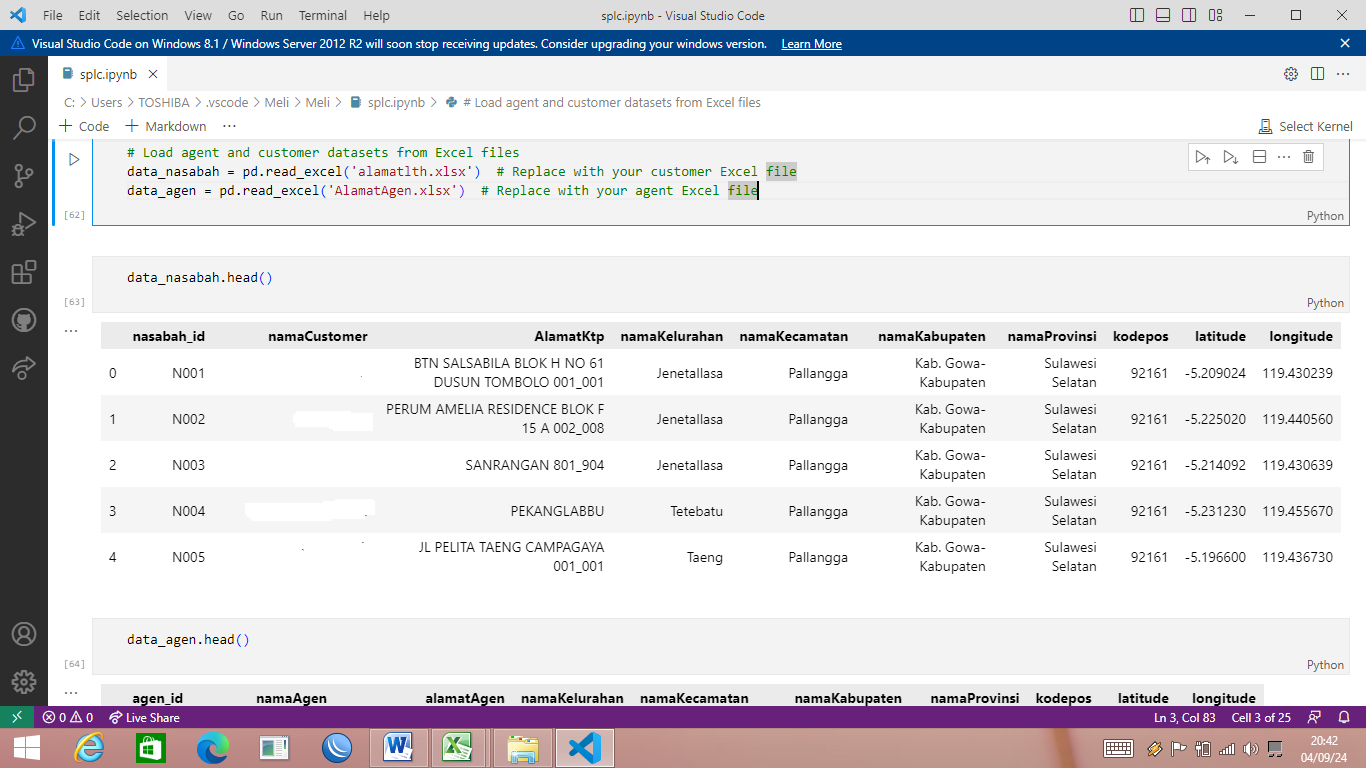 File Edit Selection View Go Run Terminal Help splc.ipynb - Visual Studio Code
Visual Studio Code on Windows 8.1 / Windows Server 2012 R2 will soon stop receiving updates. Consider upgrading your windows version. Learn More
splc.ipynb
C: > Users > TOSHIBA > .vscode > Meli > Meli > splc.ipynb > # Load agent and customer datasets from Excel files
+ Code + Markdown ··· Select Kernel
# Load agent and customer datasets from Excel files
data_nasabah = pd.read_excel('alamatlth.xlsx') # Replace with your customer Excel file
data_agen = pd.read_excel('AlamatAgen.xlsx') # Replace with your agent Excel file
[62] Python
data_nasabah.head()
[63] Python
nasabah_id namaCustomer AlamatKtp namaKelurahan namaKecamatan namaKabupaten namaProvinsi kodepos latitude longitude
0 N001 BTN SALSABILA BLOK H NO 61 DUSUN TOMBOLO 001_001 Jenetallasa Pallangga Kab. Gowa-Kabupaten Sulawesi Selatan 92161 -5.209024 119.430239
1 N002 PERUM AMELIA RESIDENCE BLOK F 15 A 002_008 Jenetallasa Pallangga Kab. Gowa-Kabupaten Sulawesi Selatan 92161 -5.225020 119.440560
2 N003 SANRANGAN 801_904 Jenetallasa Pallangga Kab. Gowa-Kabupaten Sulawesi Selatan 92161 -5.214092 119.430639
3 N004 PEKANGLABBU Tetebatu Pallangga Kab. Gowa-Kabupaten Sulawesi Selatan 92161 -5.231230 119.455670
4 N005 JL PELITA TAENG CAMPAGAYA 001_001 Taeng Pallangga Kab. Gowa-Kabupaten Sulawesi Selatan 92161 -5.196600 119.436730
data_agen.head()
[64] Python
agen_id namaAgen alamatAgen namaKelurahan namaKecamatan namaKabupaten namaProvinsi kodepos latitude longitude
0 0 Live Share Ln 3, Col 83 Cell 3 of 25
20:42
04/09/24